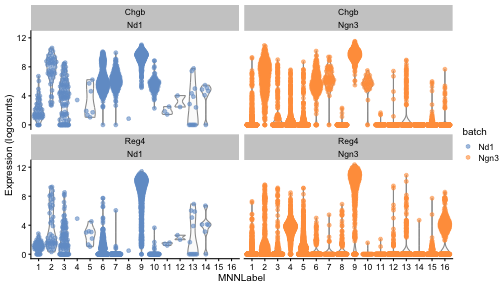 Chgb Chgb
Nd1 Ngn3
12
8
4
0
Reg4 Reg4
Nd1 Ngn3
12
8
4
0
Expression (logcounts)
1 2 3 4 5 6 7 8 9 10 11 12 13 14 15 16 1 2 3 4 5 6 7 8 9 10 11 12 13 14 15 16
MNNLabel
batch
Nd1
Ngn3